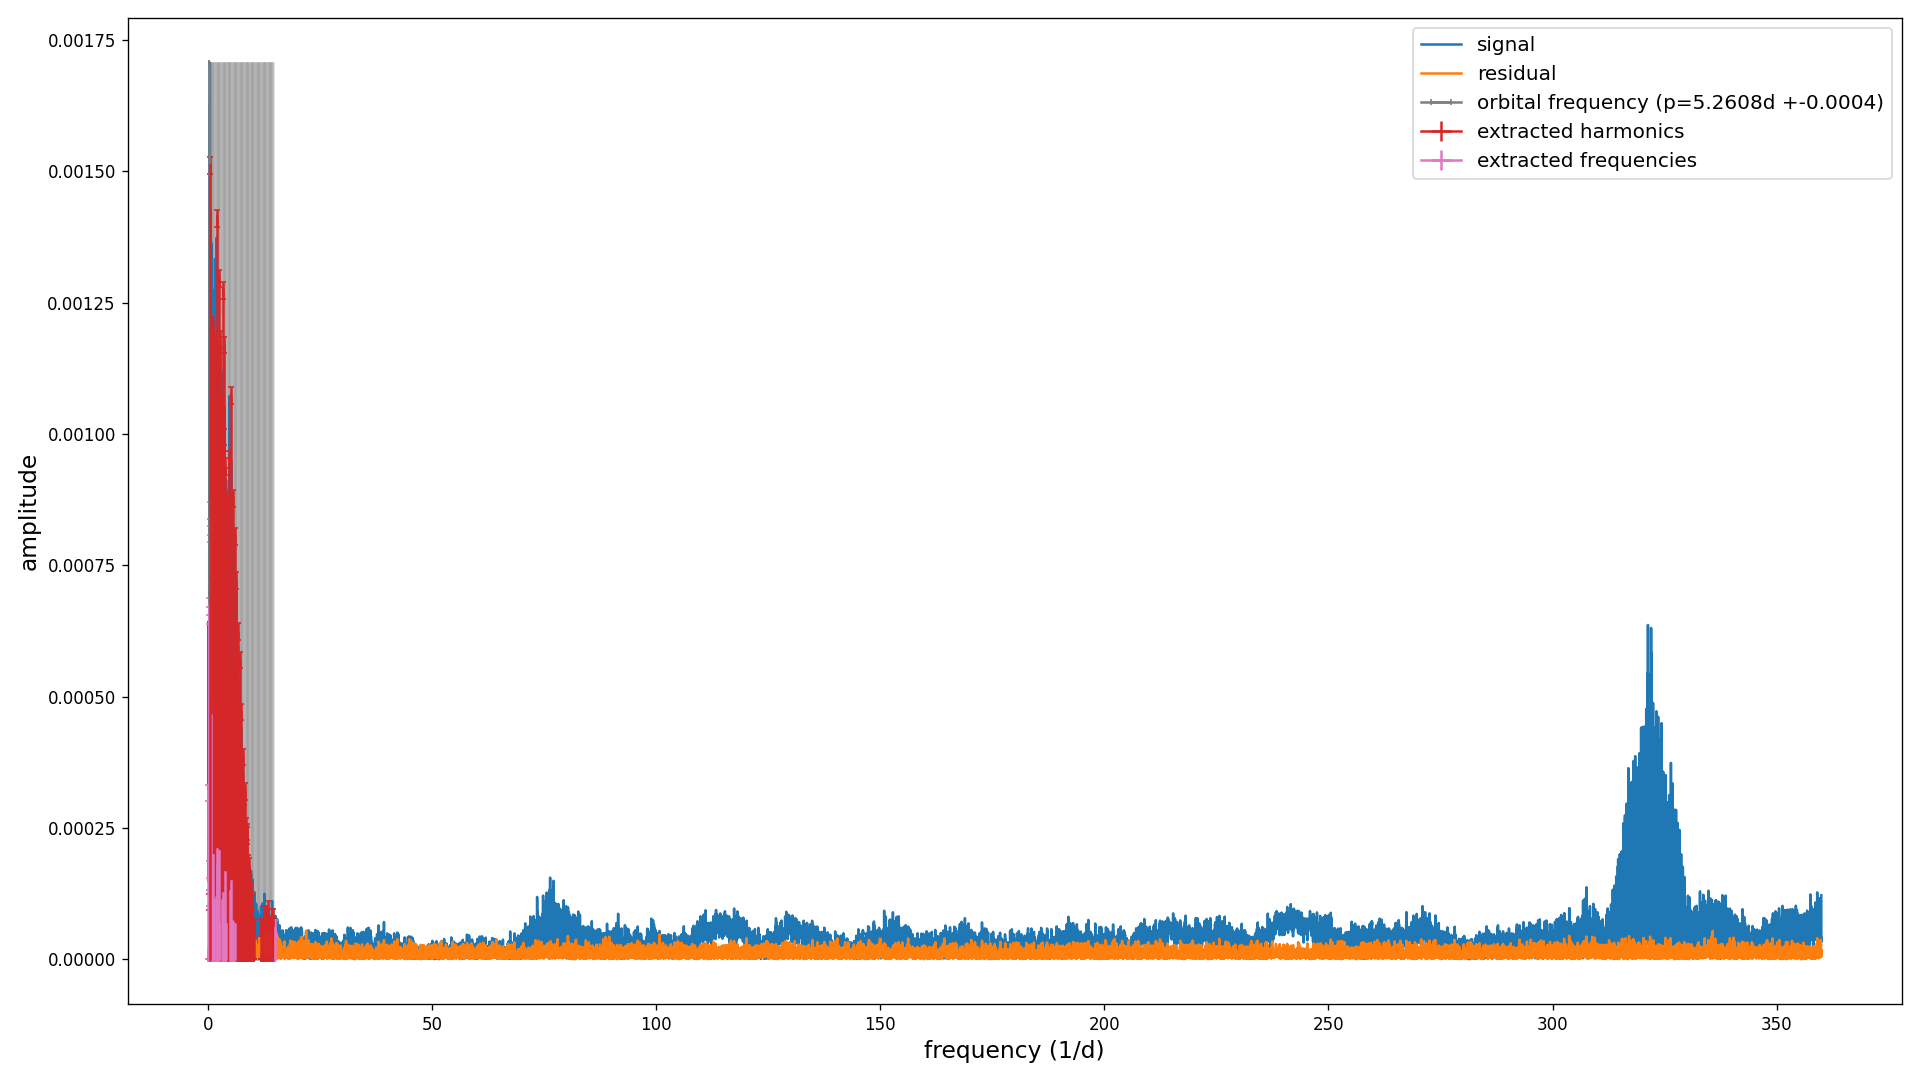 0.00175
0.00150
0.00125
0.00100
0.00075
0.00050
0.00025
0.00000
amplitude
0
50
100
150
200
250
300
350
frequency (1/d)
signal
residual
orbital frequency (p=5.2608d +-0.0004)
extracted harmonics
extracted frequencies